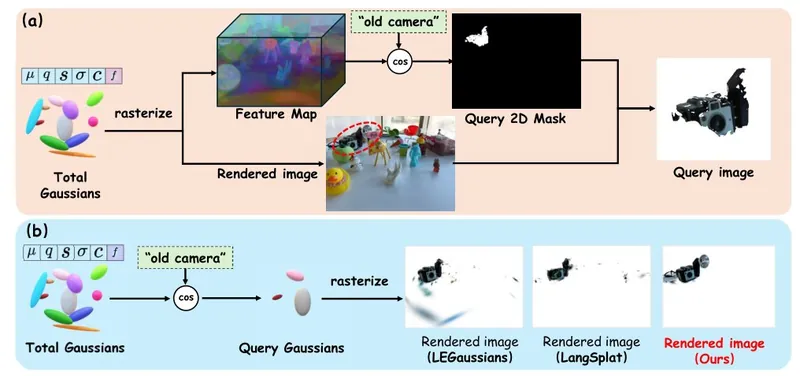 (a)
μ q s σ c f
"old camera"
cos
rasterize
Feature Map
Query 2D Mask
Rendered image
Total
Gaussians
Query image
(b)
μ q s σ c f
"old camera"
cos
rasterize
Total Gaussians
Query Gaussians
Rendered image
(LEGaussians)
Rendered image
(LangSplat)
Rendered image
(Ours)